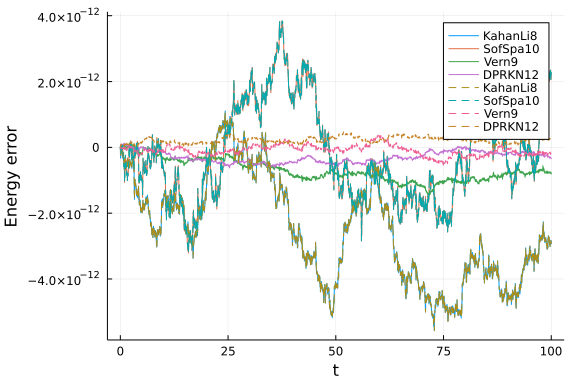 4.0×10⁻¹²
2.0×10⁻¹²
0
−2.0×10⁻¹²
−4.0×10⁻¹²
Energy error
KahanLi8
SofSpa10
Vern9
DPRKN12
KahanLi8
SofSpa10
Vern9
DPRKN12
0 25 50 75 100
t